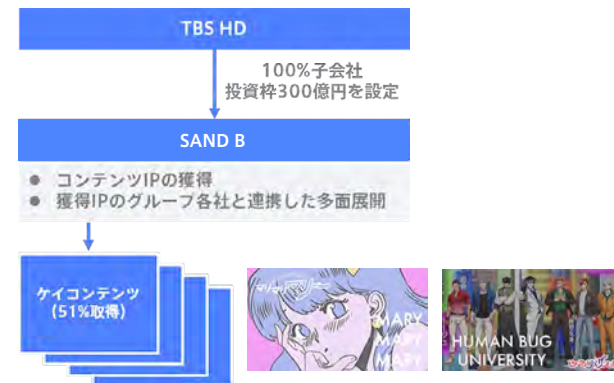 TBS HD
100%子会社
投資枠300億円を設定
SAND B
● コンテンツIPの獲得
● 獲得IPのグループ各社と連携した多面展開
ケイコンテンツ
(51%取得)
MARY
MARY
MARY
HUMAN BUG
UNIVERSITY